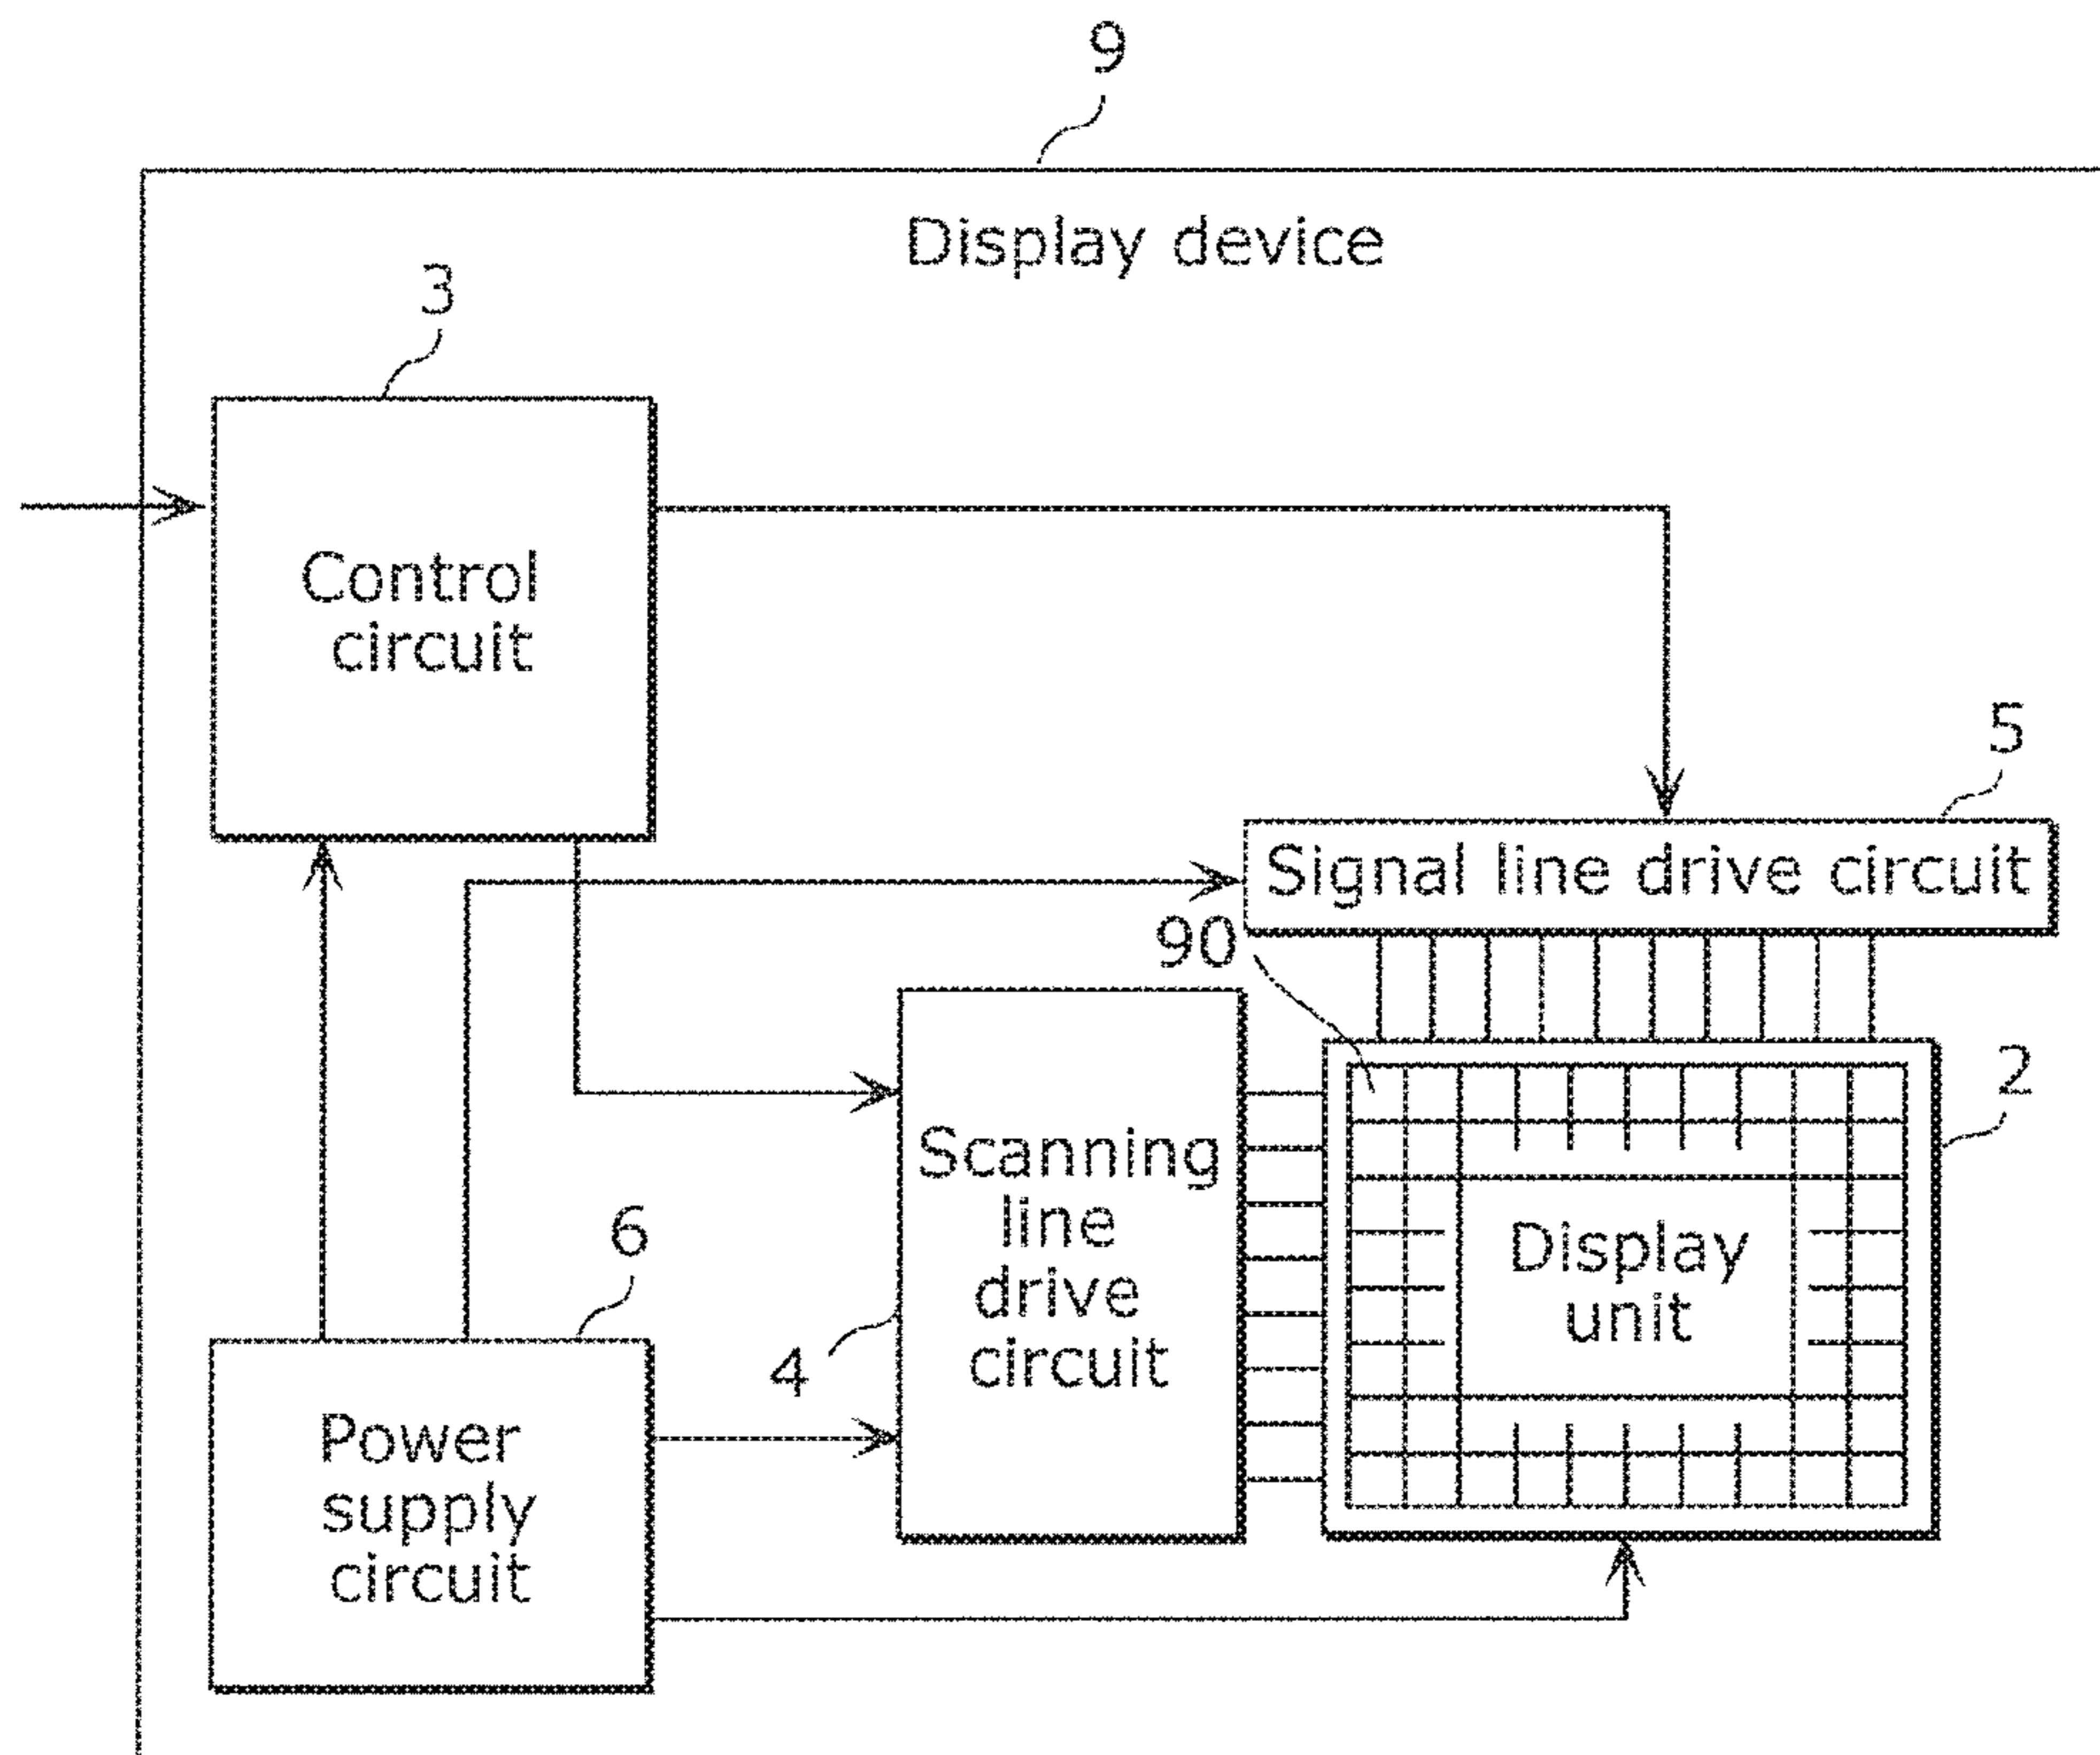 9
Display device
3
Control
circuit
5
Signal line drive circuit
90
2
Scanning
line
drive
circuit
4
Display
unit
6
Power
supply
circuit